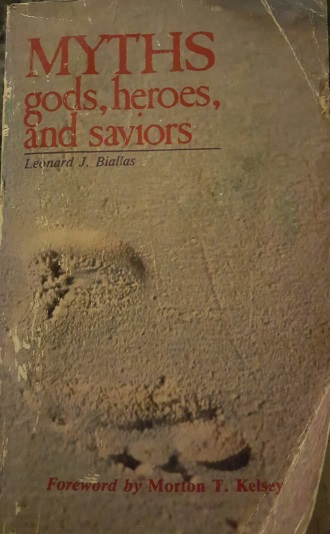 MYTHS
gods, heroes,
and saviors
Leonard J. Biallas
Foreword by Morton T. Kelsey